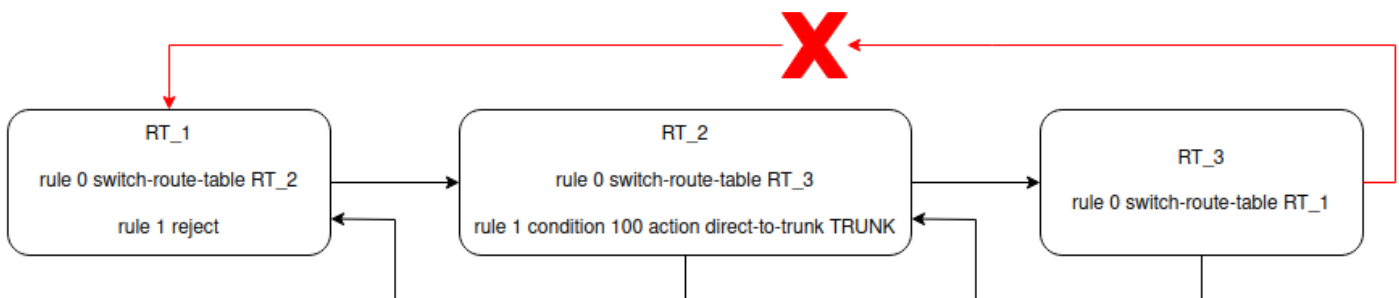 RT_1
rule 0 switch-route-table RT_2
rule 1 reject
RT_2
rule 0 switch-route-table RT_3
rule 1 condition 100 action direct-to-trunk TRUNK
RT_3
rule 0 switch-route-table RT_1